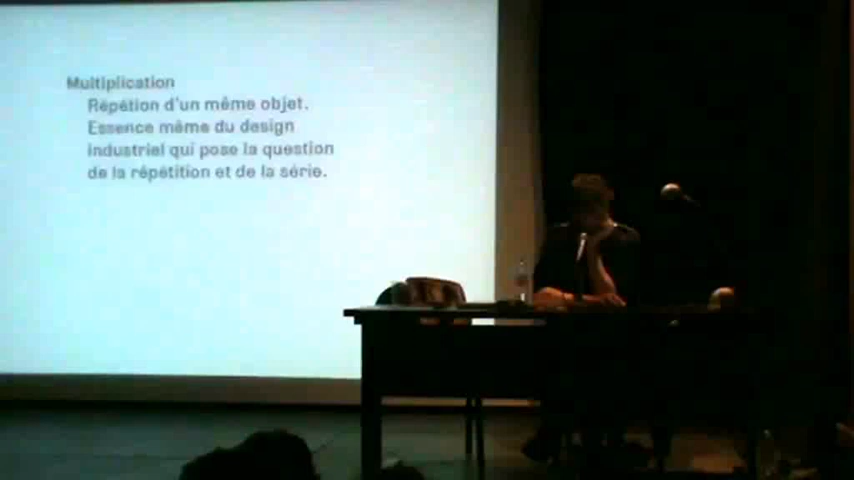 Multiplication
Répétion d'un même objet.
Essence même du design
industriel qui pose la question
de la répétition et de la série.